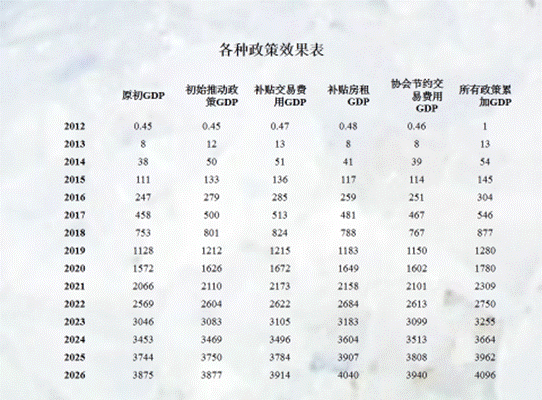 各种政策效果表
原初GDP 初始推动政策GDP 补贴交易费用GDP 补贴房租GDP 协会节约交易费用GDP 所有政策累加GDP
2012 0.45 0.45 0.47 0.48 0.46 1
2013 8 12 13 8 8 13
2014 38 50 51 41 39 54
2015 111 133 136 117 114 145
2016 247 279 285 259 251 304
2017 458 500 513 481 467 546
2018 753 801 824 788 767 877
2019 1128 1212 1215 1183 1150 1280
2020 1572 1626 1672 1649 1602 1780
2021 2066 2110 2173 2158 2101 2309
2022 2569 2604 2622 2684 2613 2750
2023 3046 3083 3105 3183 3099 3255
2024 3453 3469 3496 3604 3513 3664
2025 3744 3750 3784 3907 3808 3962
2026 3875 3877 3914 4040 3940 4096